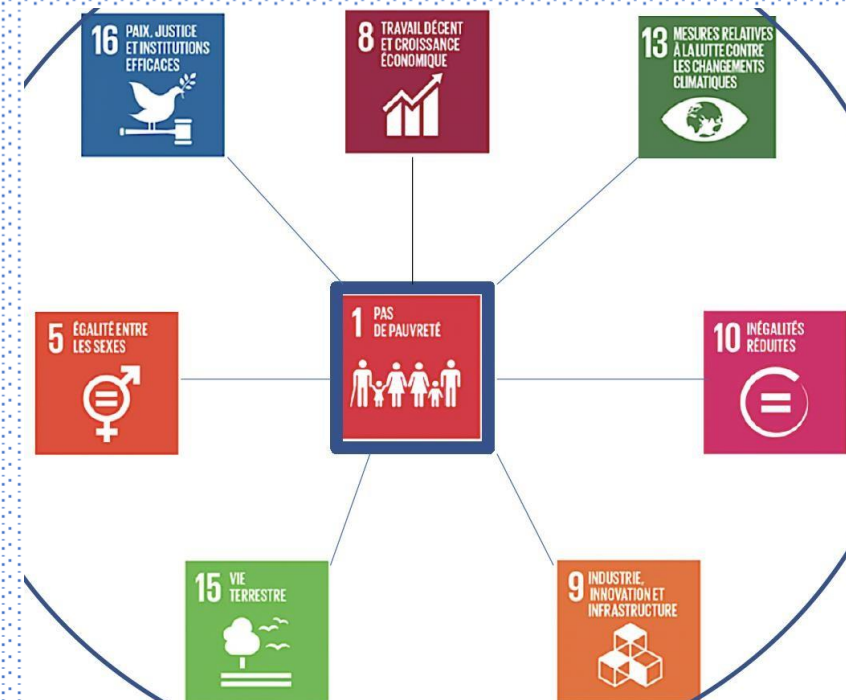 16 PAIX, JUSTICE
ET INSTITUTIONS
EFFICACES
8 TRAVAIL DÉCENT
ET CROISSANCE
ÉCONOMIQUE
13 MESURES RELATIVES
À LA LUTTE CONTRE
LES CHANGEMENTS
CLIMATIQUES
5 ÉGALITÉ ENTRE
LES SEXES
1 PAS
DE PAUVRETÉ
10 INÉGALITÉS
RÉDUITES
15 VIE
TERRESTRE
9 INDUSTRIE,
INNOVATION ET
INFRASTRUCTURE